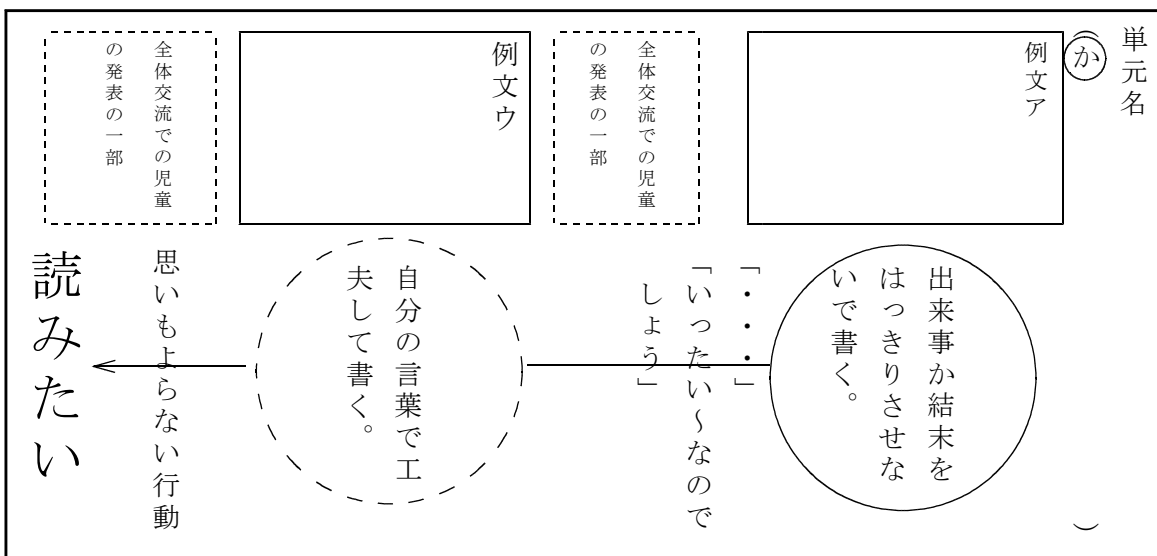 単元名
（か　　　　）
例文ア
出来事か結末を
はっきりさせな
いで書く。
全体交流での児童
の発表の一部
「・・・」
「いったい～なので
しょう」
例文ウ
自分の言葉で工
夫して書く。
全体交流での児童
の発表の一部
思いもよらない行動
読みたい